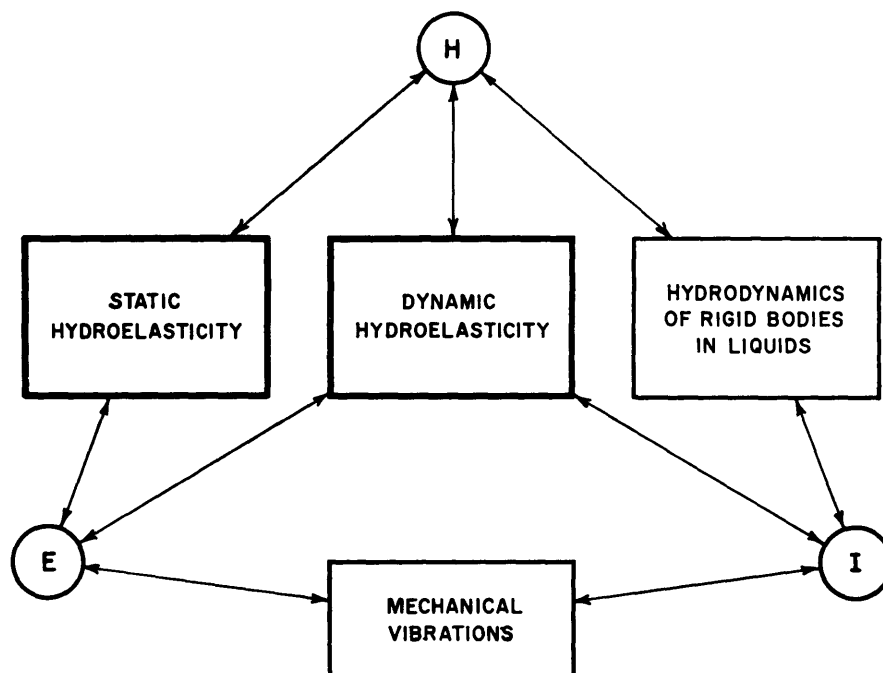 H
STATIC
HYDROELASTICITY
DYNAMIC
HYDROELASTICITY
HYDRODYNAMICS
OF RIGID BODIES
IN LIQUIDS
E
I
MECHANICAL
VIBRATIONS